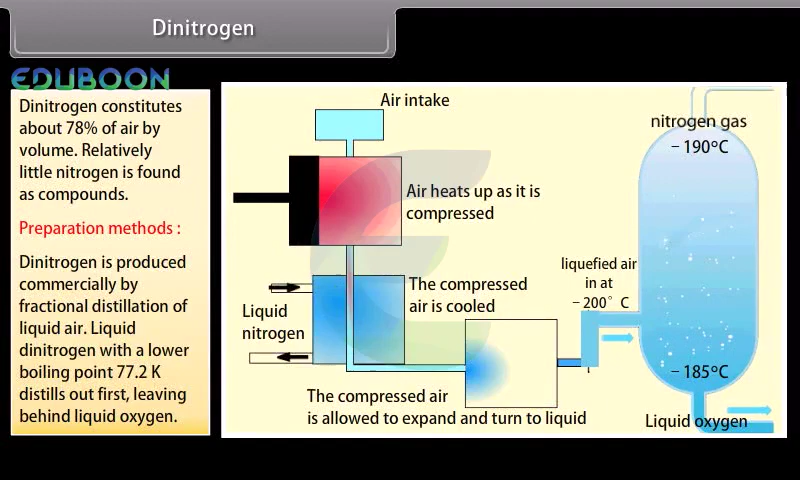 Dinitrogen
EDUBOON
Dinitrogen constitutes
about 78% of air by
volume. Relatively
little nitrogen is found
as compounds.
Preparation methods :
Dinitrogen is produced
commercially by
fractional distillation of
liquid air. Liquid
dinitrogen with a lower
boiling point 77.2 K
distills out first, leaving
behind liquid oxygen.
Air intake
Air heats up as it is
compressed
The compressed
air is cooled
Liquid
nitrogen
The compressed air
is allowed to expand and turn to liquid
liquefied air
in at
– 200° C
nitrogen gas
– 190ºC
– 185ºC
Liquid oxygen